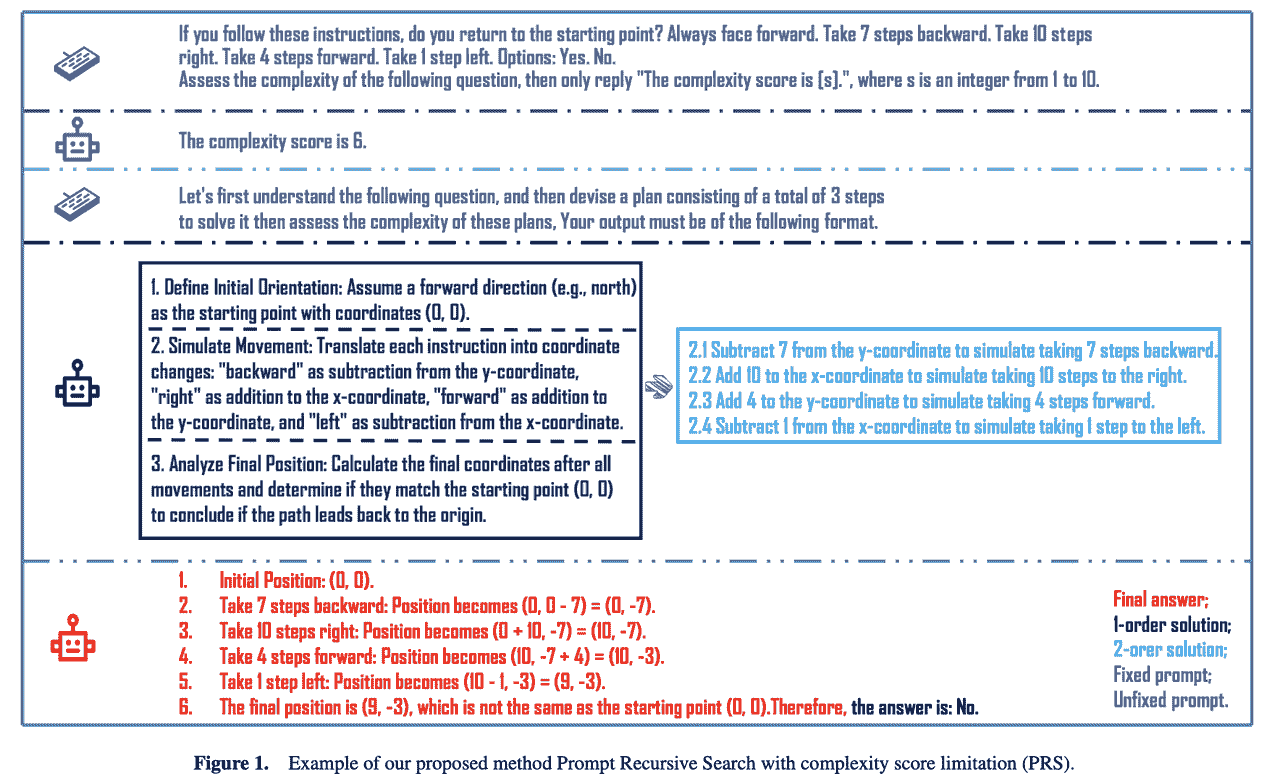 If you follow these instructions, do you return to the starting point? Always face forward. Take 7 steps backward. Take 10 steps
right. Take 4 steps forward. Take 1 step left. Options: Yes. No.
Assess the complexity of the following question, then only reply "The complexity score is [s].", where s is an integer from 1 to 10.
The complexity score is 6.
Let's first understand the following question, and then devise a plan consisting of a total of 3 steps
to solve it then assess the complexity of these plans, Your output must be of the following format.
1. Define Initial Orientation: Assume a forward direction (e.g., north)
as the starting point with coordinates (0, 0).
2. Simulate Movement: Translate each instruction into coordinate
changes: "backward" as subtraction from the y-coordinate,
"right" as addition to the x-coordinate, "forward" as addition to
the y-coordinate, and "left" as subtraction from the x-coordinate.
3. Analyze Final Position: Calculate the final coordinates after all
movements and determine if they match the starting point (0, 0)
to conclude if the path leads back to the origin.
2.1 Subtract 7 from the y-coordinate to simulate taking 7 steps backward.
2.2 Add 10 to the x-coordinate to simulate taking 10 steps to the right.
2.3 Add 4 to the y-coordinate to simulate taking 4 steps forward.
2.4 Subtract 1 from the x-coordinate to simulate taking 1 step to the left.
1. Initial Position: (0, 0).
2. Take 7 steps backward: Position becomes (0, 0 - 7) = (0, -7).
3. Take 10 steps right: Position becomes (0 + 10, -7) = (10, -7).
4. Take 4 steps forward: Position becomes (10, -7 + 4) = (10, -3).
5. Take 1 step left: Position becomes (10 - 1, -3) = (9, -3).
6. The final position is (9, -3), which is not the same as the starting point (0, 0).Therefore, the answer is: No.
Final answer;
1-order solution;
2-orer solution;
Fixed prompt;
Unfixed prompt.
Figure 1. Example of our proposed method Prompt Recursive Search with complexity score limitation (PRS).